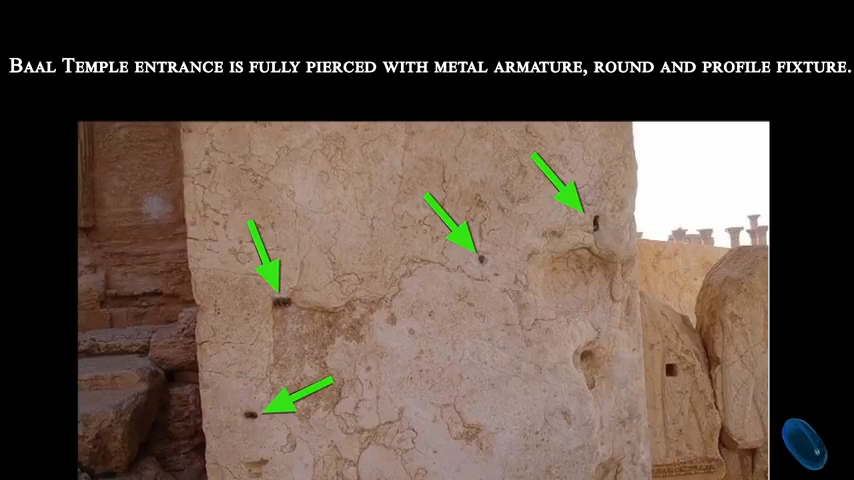 Baal Temple entrance is fully pierced with metal armature, round and profile fixture.